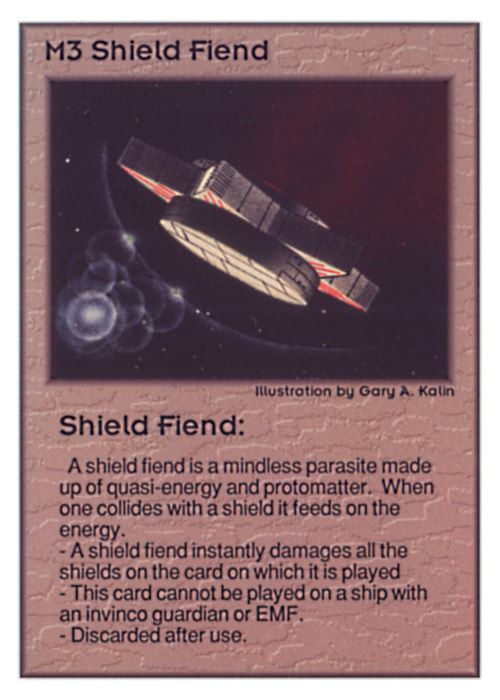 M3 Shield Fiend
Illustration by Gary A. Kalin
Shield Fiend:
A shield fiend is a mindless parasite made
up of quasi-energy and protomatter. When
one collides with a shield it feeds on the
energy.
- A shield fiend instantly damages all the
shields on the card on which it is played
- This card cannot be played on a ship with
an invinco guardian or EMF.
- Discarded after use.